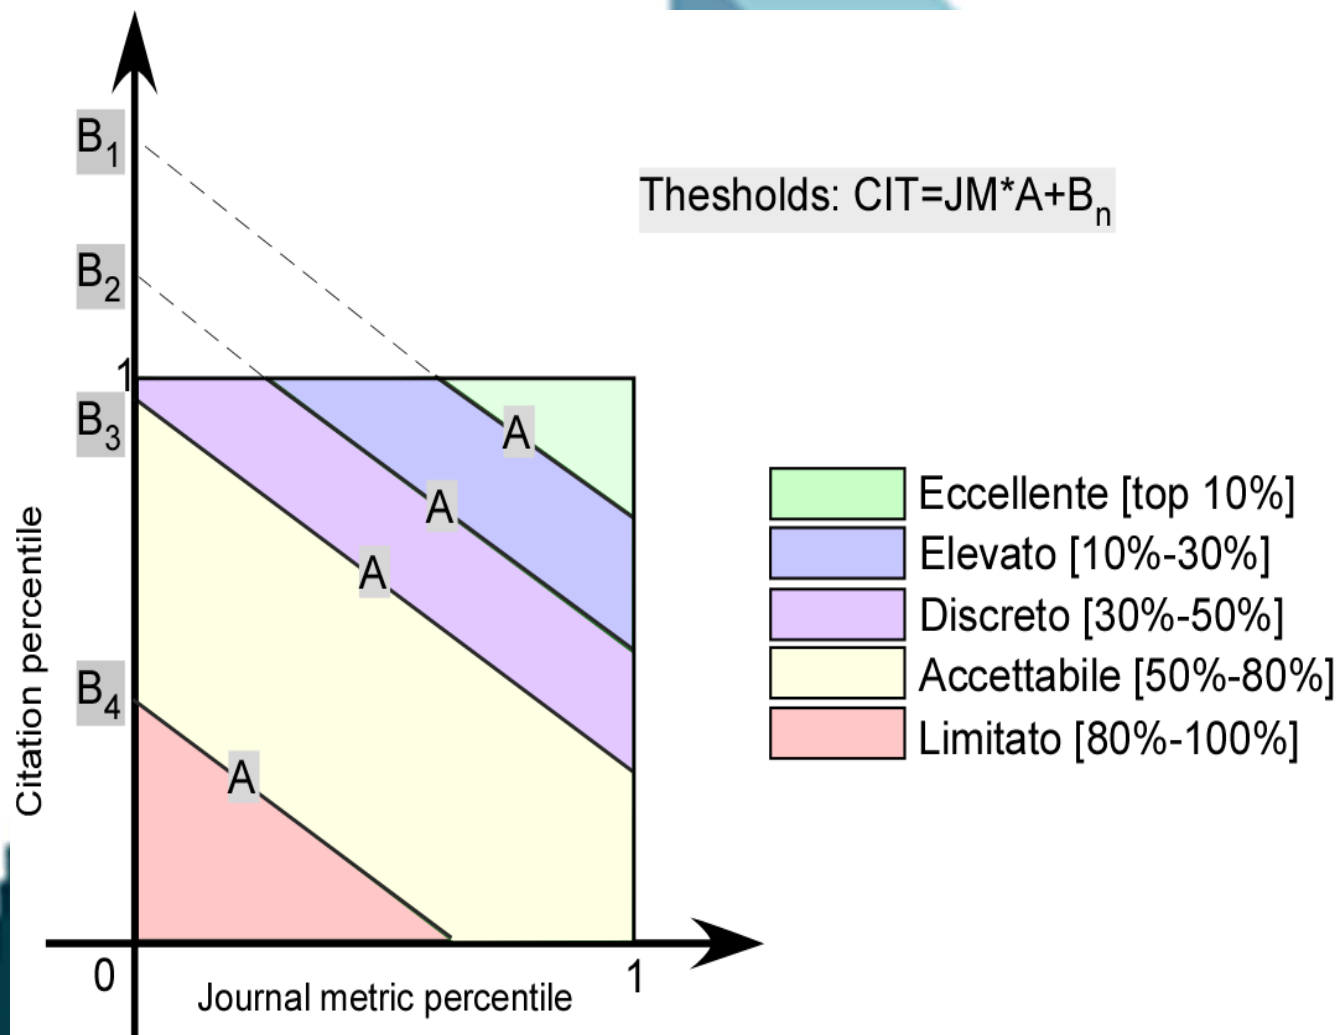 B1
Thesholds: CIT=JM*A+Bn
B2
1
B3
A
A
A
Eccellente [top 10%]
Elevato [10%-30%]
Discreto [30%-50%]
Accettabile [50%-80%]
Limitato [80%-100%]
B4
A
Citation percentile
0
1
Journal metric percentile